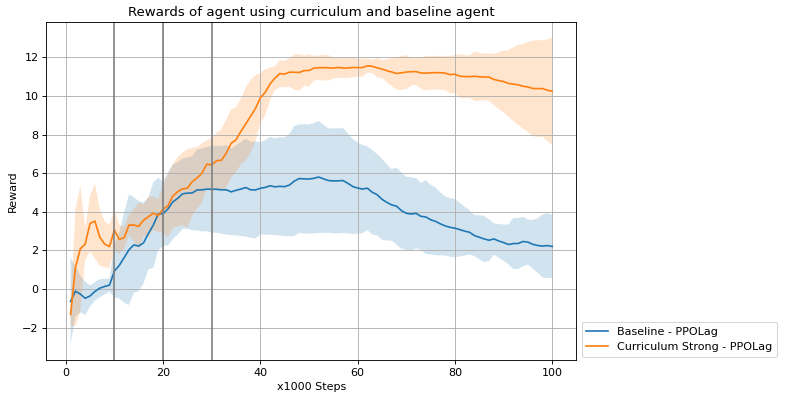 Rewards of agent using curriculum and baseline agent
Reward
12
10
8
6
4
2
0
−2
0 20 40 60 80 100
x1000 Steps
Baseline - PPOLag
Curriculum Strong - PPOLag